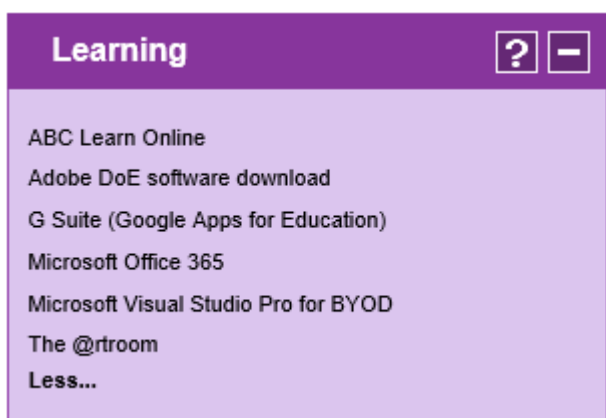 Learning ? –
ABC Learn Online
Adobe DoE software download
G Suite (Google Apps for Education)
Microsoft Office 365
Microsoft Visual Studio Pro for BYOD
The @rtroom
Less...